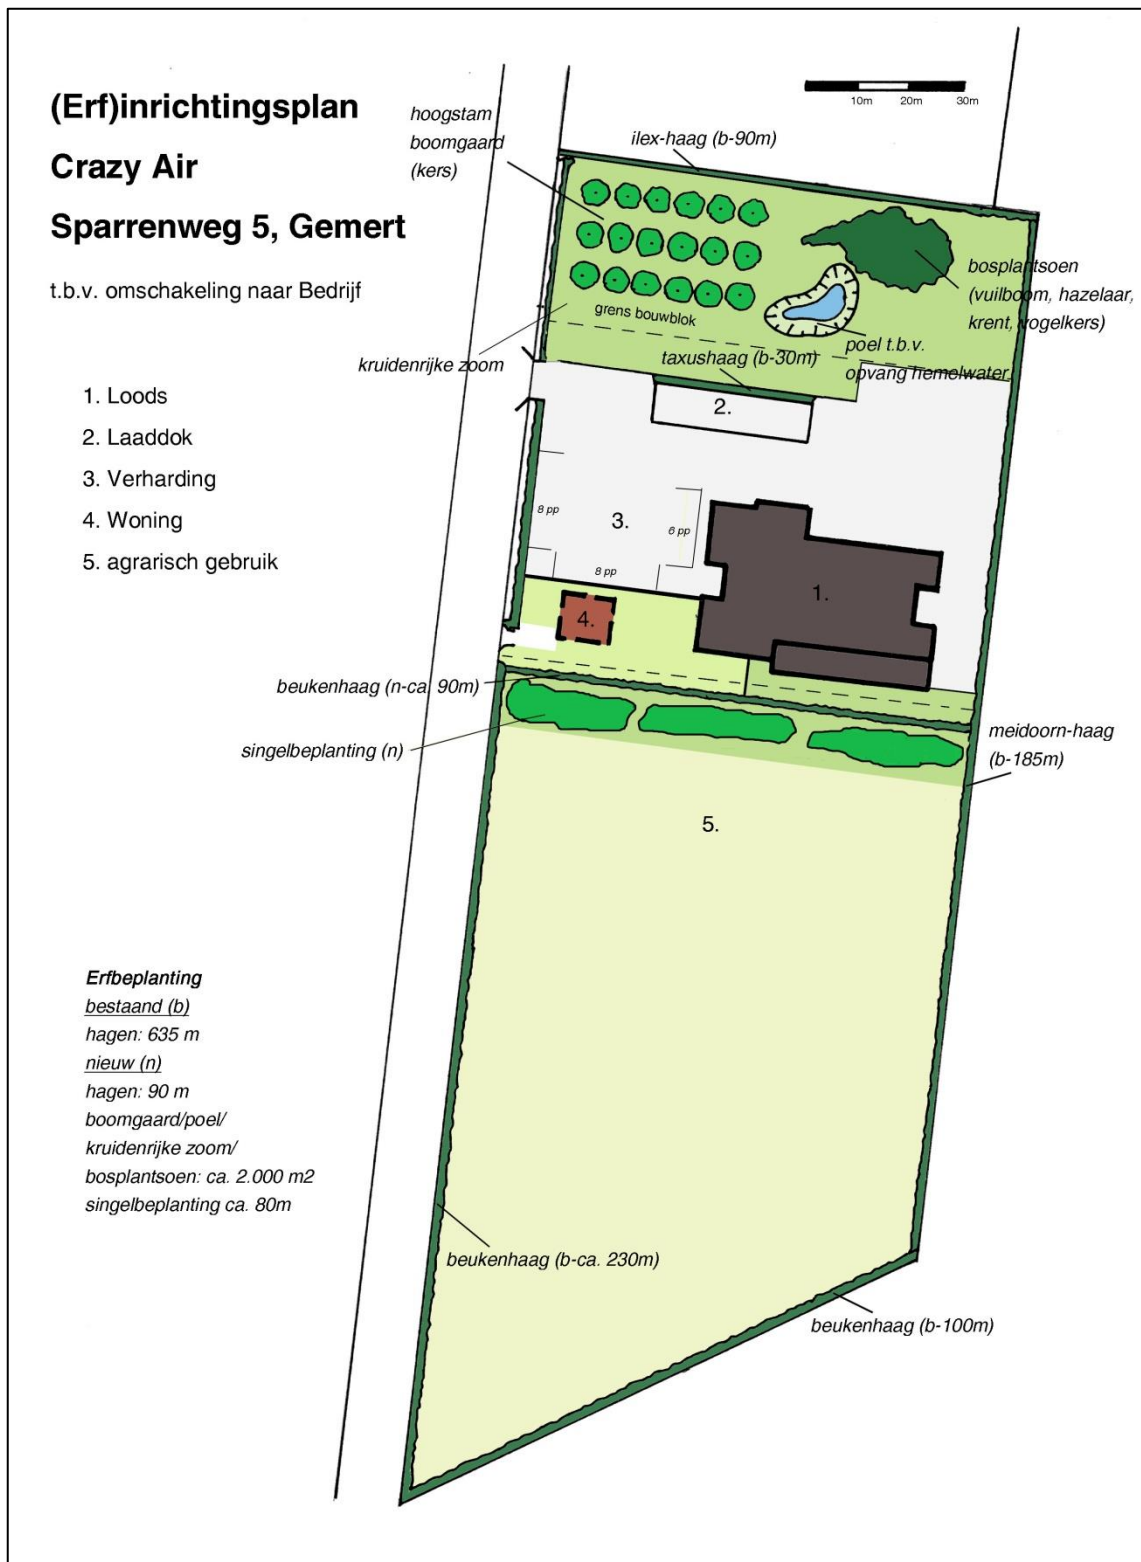 (Erf)inrichtingsplan
Crazy Air
Sparrenweg 5, Gemert
t.b.v. omschakeling naar Bedrijf
1. Loods
2. Laaddok
3. Verharding
4. Woning
5. agrarisch gebruik
10m 20m 30m
hoogstam
boomgaard
(kers)
ilex-haag (b-90m)
bosplantsoen
(vuilboom, hazelaar,
krent, vogelkers)
grens bouwblok
kruidenrijke zoom
taxushaag (b-30m)
poel t.b.v.
opvang hemelwater
2.
3.
8 pp
6 pp
8 pp
1.
4.
beukenhaag (n-ca. 90m)
singelbeplanting (n)
meidoorn-haag
(b-185m)
5.
Erfbeplanting
bestaand (b)
hagen: 635 m
nieuw (n)
hagen: 90 m
boomgaard/poel/
kruidenrijke zoom/
bosplantsoen: ca. 2.000 m2
singelbeplanting ca. 80m
beukenhaag (b-ca. 230m)
beukenhaag (b-100m)